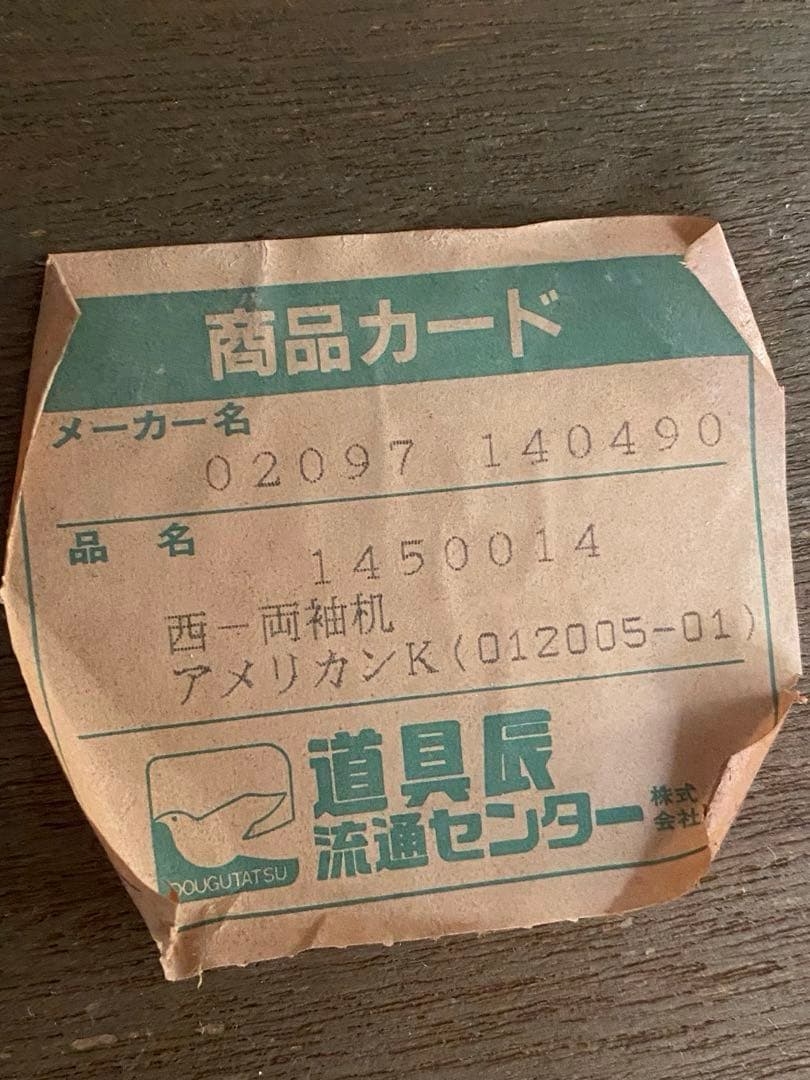 商品カード
メーカー名
02097 140490
品 名
1450014
西－両袖机
アメリカンK(012005-01)
道具辰
流通センター 株式会社
DOUGUTATSU